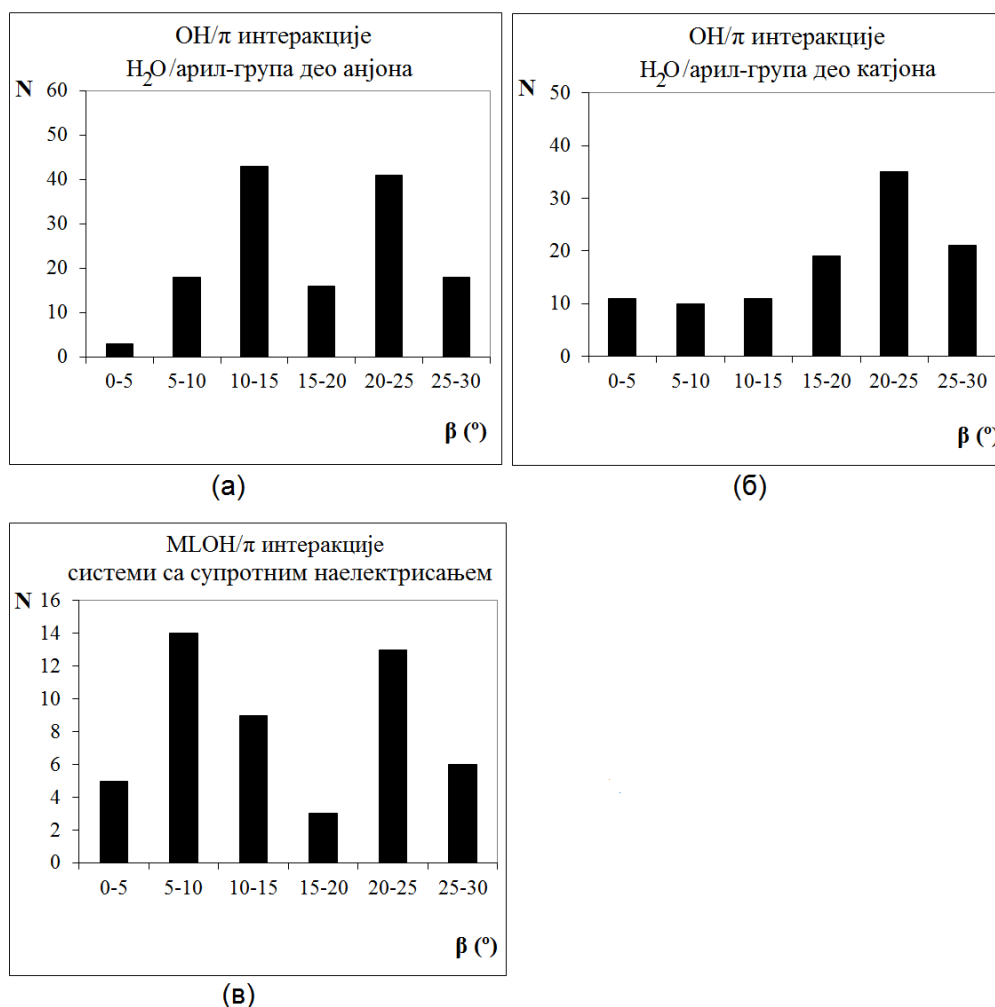 OH/π интеракције
H₂O/арил-група део анјона
N
60
50
40
30
20
10
0
0-5 5-10 10-15 15-20 20-25 25-30
β (º)
(а)
OH/π интеракције
H₂O/арил-група део катјона
N
50
40
30
20
10
0
0-5 5-10 10-15 15-20 20-25 25-30
β (º)
(б)
MLOH/π интеракције
системи са супротним наелектрисањем
N
16
14
12
10
8
6
4
2
0
0-5 5-10 10-15 15-20 20-25 25-30
β (º)
(в)